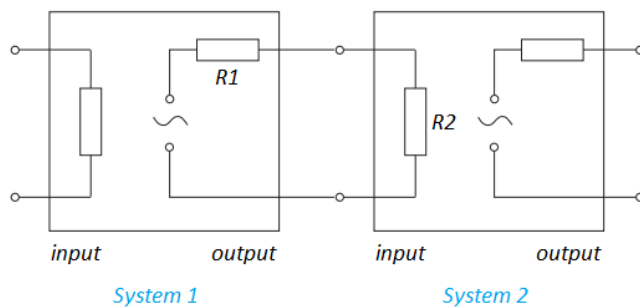 R1
R2
input output input output
System 1 System 2